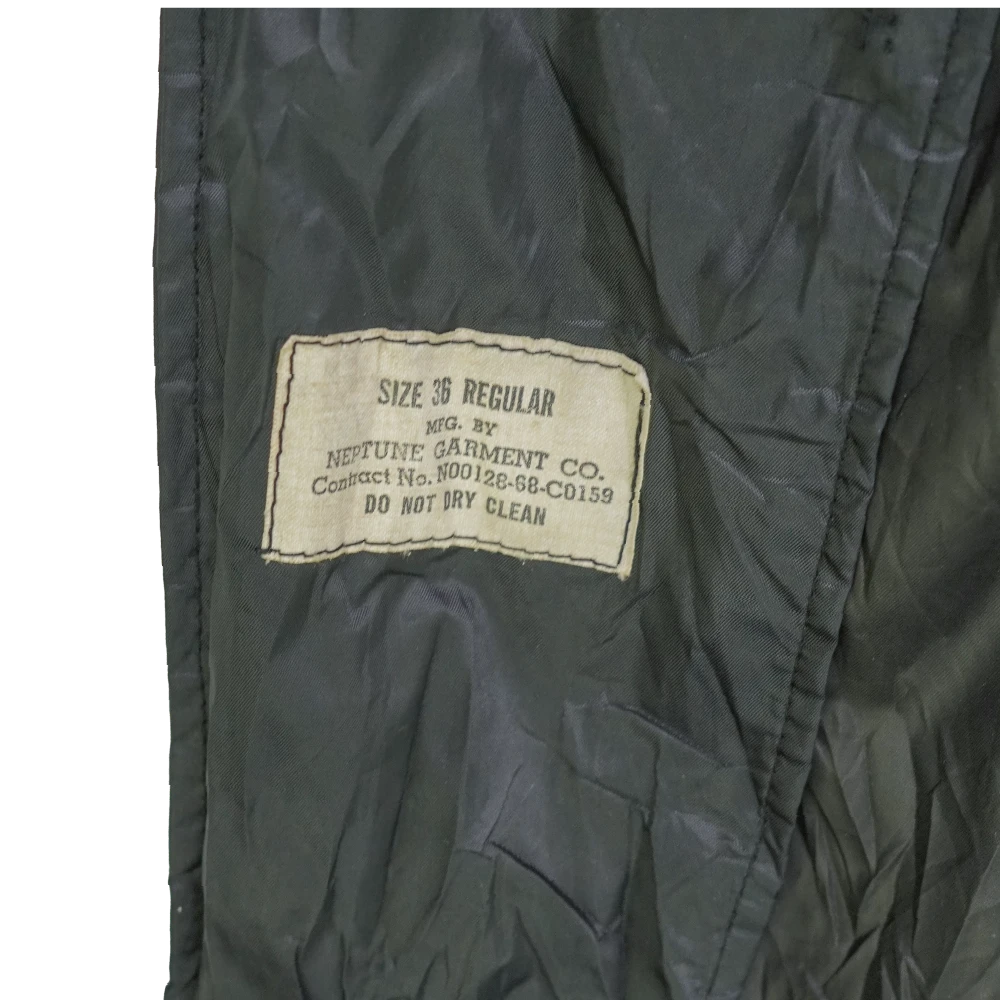 SIZE 36 REGULAR
MFG. BY
NEPTUNE GARMENT CO.
Contract No. N00128-68-C0159
DO NOT DRY CLEAN